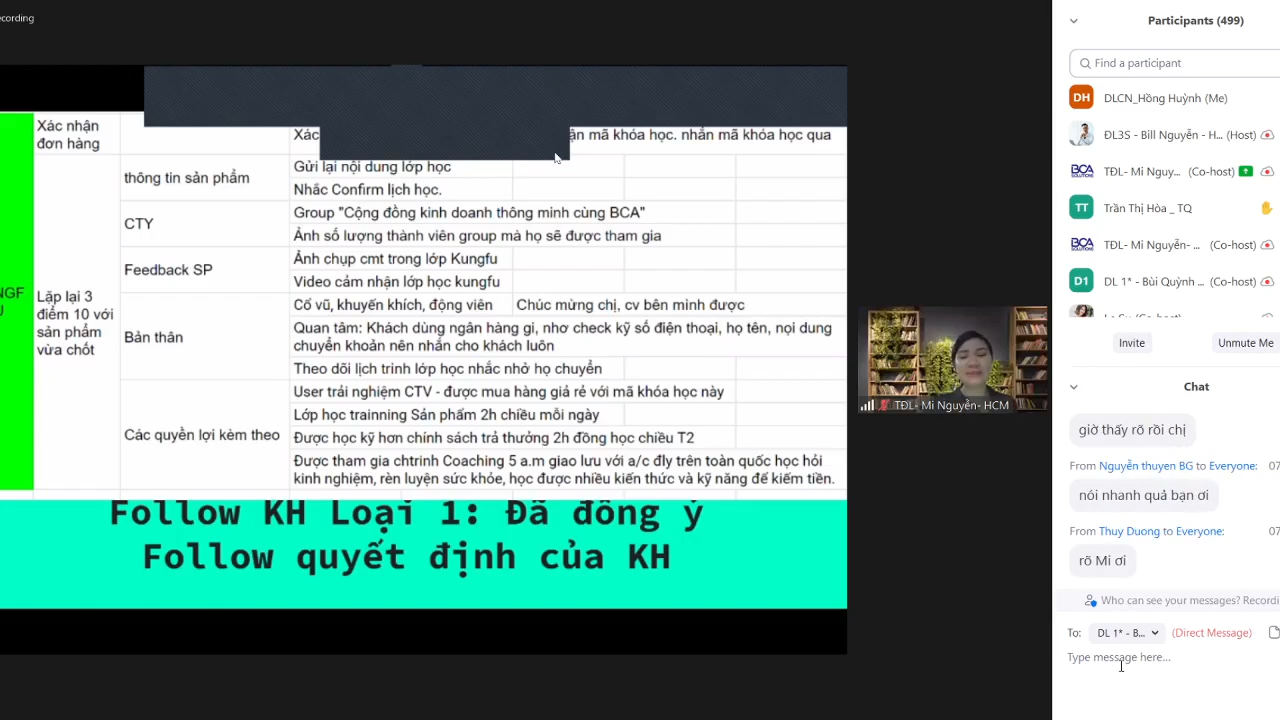 ecording
Xác nhận
đơn hàng
Xác
ận mã khóa học. nhắn mã khóa học qua
thông tin sản phẩm
Gửi lại nội dung lớp học
Nhắc Confirm lịch học.
CTY
Group "Cộng đồng kinh doanh thông minh cùng BCA"
Ảnh số lượng thành viên group mà họ sẽ được tham gia
Feedback SP
Ảnh chụp cmt trong lớp Kungfu
Video cảm nhận lớp học kungfu
NGF
U
Lặp lại 3
điểm 10 với
sản phẩm
vừa chốt
Bản thân
Cổ vũ, khuyến khích, động viên
Chúc mừng chị, cv bên mình được
Quan tâm: Khách dùng ngân hàng gi, nhơ check kỹ số điện thoại, họ tên, nọi dung
chuyển khoản nên nhắn cho khách luôn
Theo dõi lịch trình lớp học nhắc nhở họ chuyển
Các quyền lợi kèm theo
User trải nghiệm CTV - được mua hàng giá rẻ với mã khóa học này
Lớp học trainning Sản phẩm 2h chiều mỗi ngày
Được học kỹ hơn chính sách trả thưởng 2h đồng học chiều T2
Được tham gia chtrinh Coaching 5 a.m giao lưu với a/c đly trên toàn quốc học hỏi
kinh nghiệm, rèn luyện sức khỏe, học được nhiều kiến thức và kỹ năng để kiếm tiền.
Follow KH Loại 1: Đã đồng ý
Follow quyết định của KH
TĐL- Mi Nguyễn- HCM
Participants (499)
Find a participant
DH DLCN_Hồng Huỳnh (Me)
ĐL3S - Bill Nguyễn - H... (Host)
BCA TĐL- Mi Nguy... (Co-host)
TT Trần Thị Hòa _ TQ
BCA TĐL- Mi Nguyễn- ... (Co-host)
D1 DL 1* - Bùi Quỳnh ... (Co-host)
Invite
Unmute Me
Chat
giờ thấy rõ rồi chị
From Nguyễn thuyen BG to Everyone: 07
nói nhanh quả bạn ơi
From Thuy Duong to Everyone: 07
rõ Mi ơi
Who can see your messages? Recordi
To: DL 1* - B... (Direct Message)
Type message here...